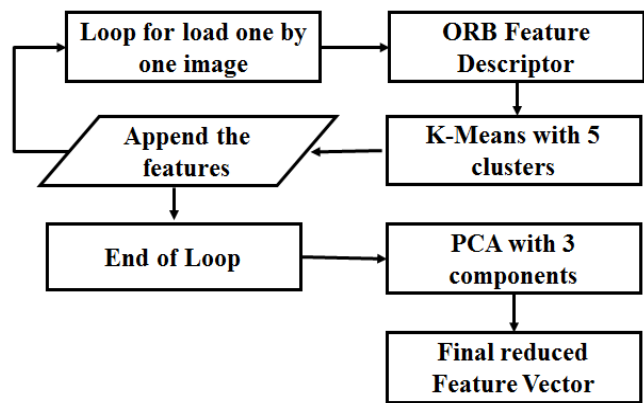 Loop for load one by
one image
ORB Feature
Descriptor
K-Means with 5
clusters
Append the
features
End of Loop
PCA with 3
components
Final reduced
Feature Vector